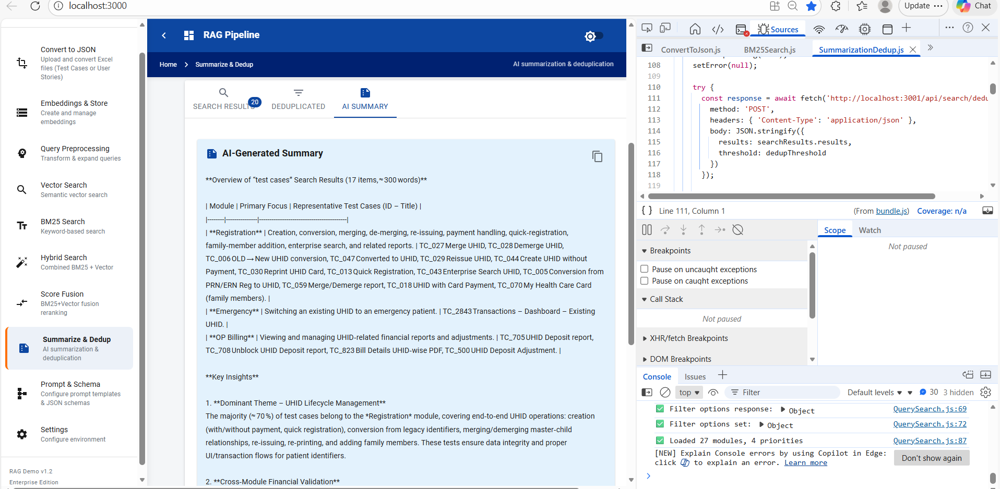 localhost:3000
Update
Chat
Convert to JSON
Upload and convert Excel
files (Test Cases or User
Stories)
Embeddings & Store
Create and manage
embeddings
Query Preprocessing
Transform & expand queries
Vector Search
Semantic vector search
BM25 Search
Keyword-based search
Hybrid Search
Combined BM25 + Vector
Score Fusion
BM25+Vector fusion
reranking
Summarize & Dedup
AI summarization &
deduplication
Prompt & Schema
Configure prompt templates
& JSON schemas
Settings
Configure environment
RAG Demo v1.2
Enterprise Edition
RAG Pipeline
Home > Summarize & Dedup
AI summarization & deduplication
SEARCH RESULTS 20
DEDUPLICATED
AI SUMMARY
AI-Generated Summary
**Overview of “test cases” Search Results (17 items, ≈ 300 words)**
| Module | Primary Focus | Representative Test Cases (ID – Title) |
|--------|---------------|------------------------------------------|
| **Registration** | Creation, conversion, merging, de-merging, re-issuing, payment handling, quick-registration,
family-member addition, enterprise search, and related reports. | TC_027 Merge UHID, TC_028 Demerge UHID,
TC_006 OLD → New UHID conversion, TC_047 Converted to UHID, TC_029 Reissue UHID, TC_044 Create UHID without
Payment, TC_030 Reprint UHID Card, TC_013 Quick Registration, TC_043 Enterprise Search UHID, TC_005 Conversion from
PRN/ERN Reg to UHID, TC_059 Merge/Demerge report, TC_018 UHID with Card Payment, TC_070 My Health Care Card
(family members). |
| **Emergency** | Switching an existing UHID to an emergency patient. | TC_2843 Transactions – Dashboard – Existing
UHID. |
| **OP Billing** | Viewing and managing UHID-related financial reports and adjustments. | TC_705 UHID Deposit report,
TC_708 Unblock UHID Deposit report, TC_823 Bill Details UHID-wise PDF, TC_500 UHID Deposit Adjustment. |
**Key Insights**
1. **Dominant Theme – UHID Lifecycle Management**
The majority (≈ 70 %) of test cases belong to the *Registration* module, covering end-to-end UHID operations: creation
(with/without payment, quick registration), conversion from legacy identifiers, merging/demerging master-child
relationships, re-issuing, re-printing, and adding family members. These tests ensure data integrity and proper
UI/transaction flows for patient identifiers.
2. **Cross-Module Financial Validation**
Sources
ConvertToJson.js
BM25Search.js
SummarizationDedup.js
108 setError(null);
109
110 try {
111 const response = await fetch('http://localhost:3001/api/search/dedu
112 method: 'POST',
113 headers: { 'Content-Type': 'application/json' },
114 body: JSON.stringify({
115 results: searchResults.results,
116 threshold: dedupThreshold
117 })
118 });
119
{ } Line 111, Column 1
(From bundle.js) Coverage: n/a
Scope
Watch
Not paused
Breakpoints
Pause on uncaught exceptions
Pause on caught exceptions
Call Stack
Not paused
XHR/fetch Breakpoints
DOM Breakpoints
Console
Issues
top
Filter
Default levels
30
3 hidden
Filter options response: Object QuerySearch.js:69
Filter options set: Object QuerySearch.js:72
Loaded 27 modules, 4 priorities QuerySearch.js:87
[NEW] Explain Console errors by using Copilot in Edge:
click to explain an error. Learn more
Don't show again